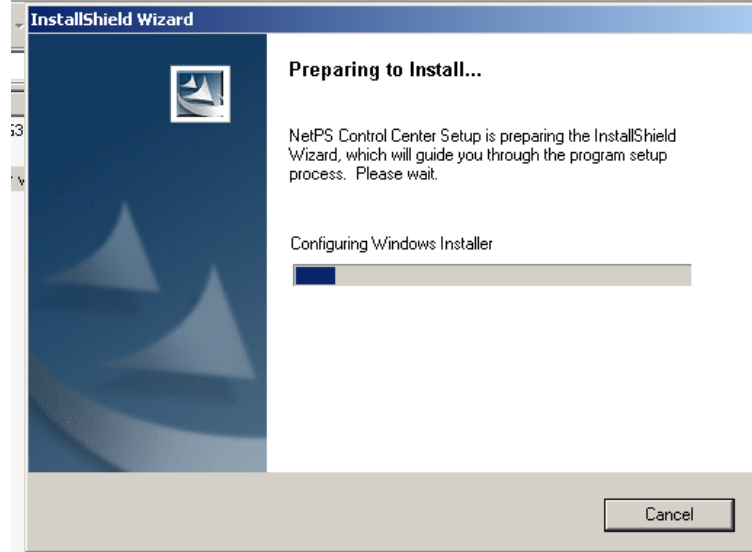 InstallShield Wizard
Preparing to Install...
NetPS Control Center Setup is preparing the InstallShield
Wizard, which will guide you through the program setup
process. Please wait.
Configuring Windows Installer
Cancel